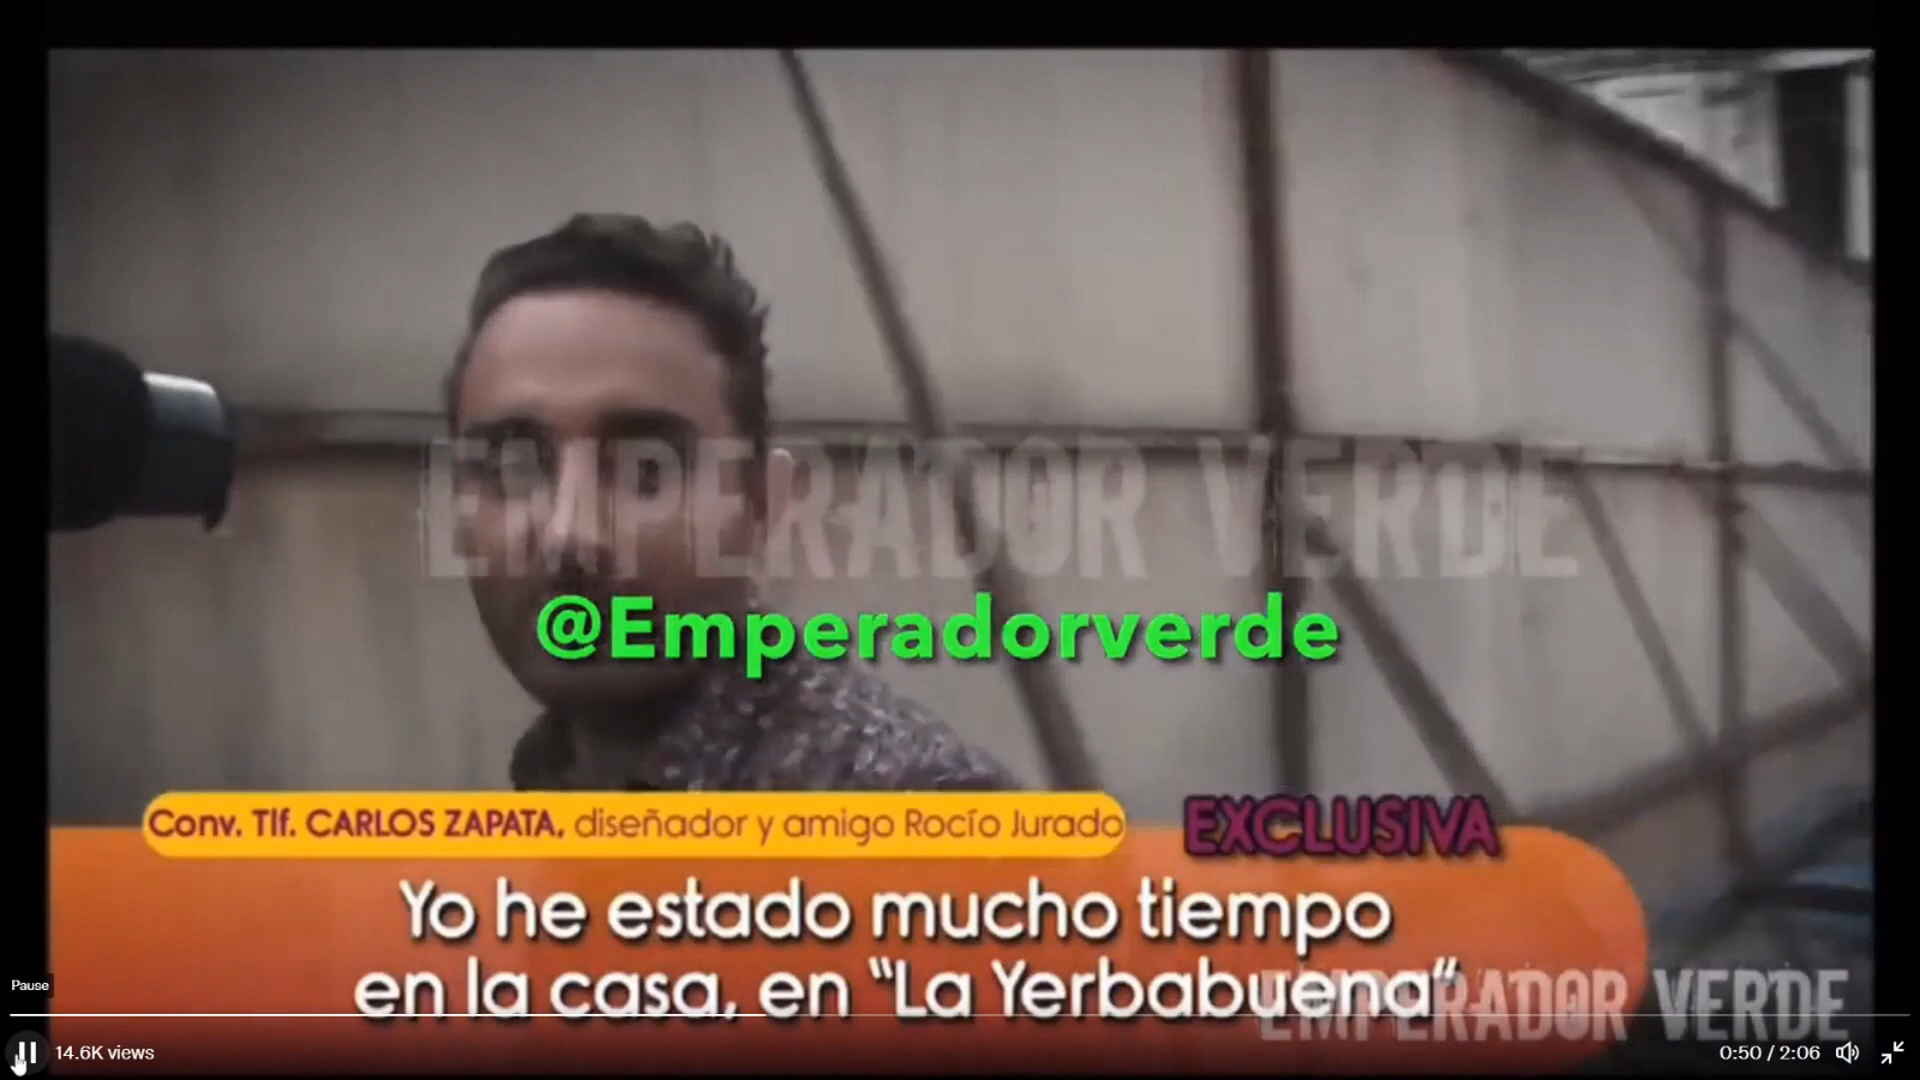 EMPERADOR VERDE
@Emperadorverde
Conv. Tlf. CARLOS ZAPATA, diseñador y amigo Rocío Jurado
EXCLUSIVA
Yo he estado mucho tiempo
en la casa, en “La Yerbabuena“
EMPERADOR VERDE
Pause
14.6K views
0:50 / 2:06